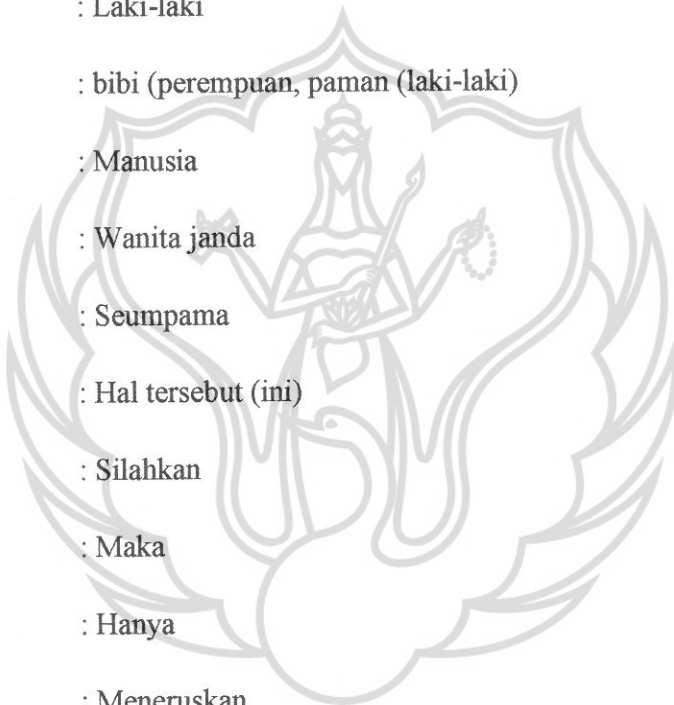 : Laki-laki
: bibi (perempuan, paman (laki-laki)
: Manusia
: Wanita janda
: Seumpama
: Hal tersebut (ini)
: Silahkan
: Maka
: Hanya
: Meneruskan